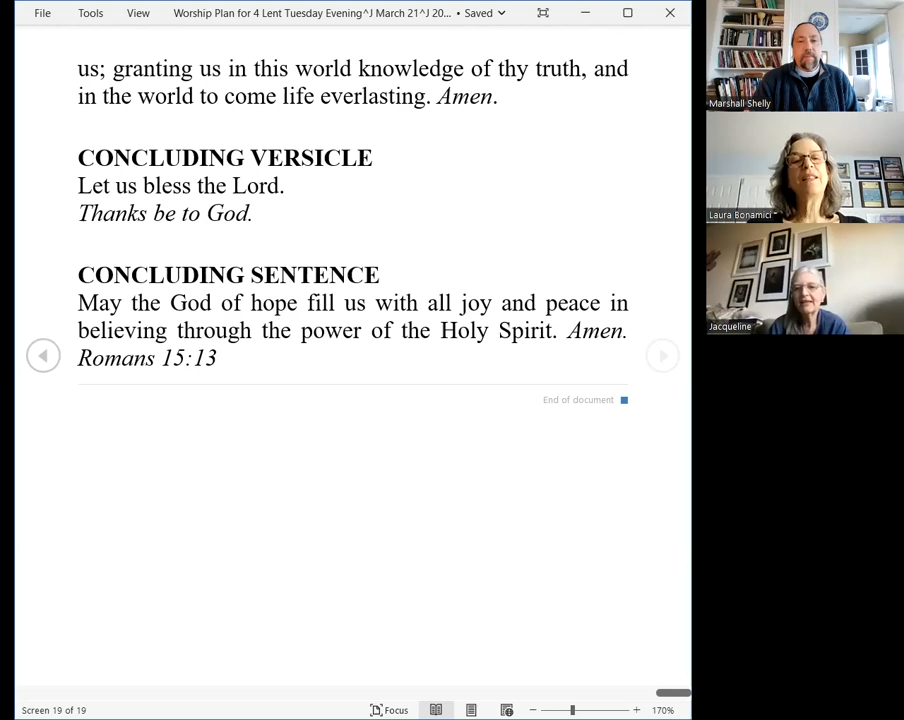 File Tools View Worship Plan for 4 Lent Tuesday Evening^J March 21^J 20... • Saved
us; granting us in this world knowledge of thy truth, and
in the world to come life everlasting. Amen.
CONCLUDING VERSICLE
Let us bless the Lord.
Thanks be to God.
CONCLUDING SENTENCE
May the God of hope fill us with all joy and peace in
believing through the power of the Holy Spirit. Amen.
Romans 15:13
End of document
Screen 19 of 19 Focus 170%
Marshall Shelly
Laura Bonamici
Jacqueline